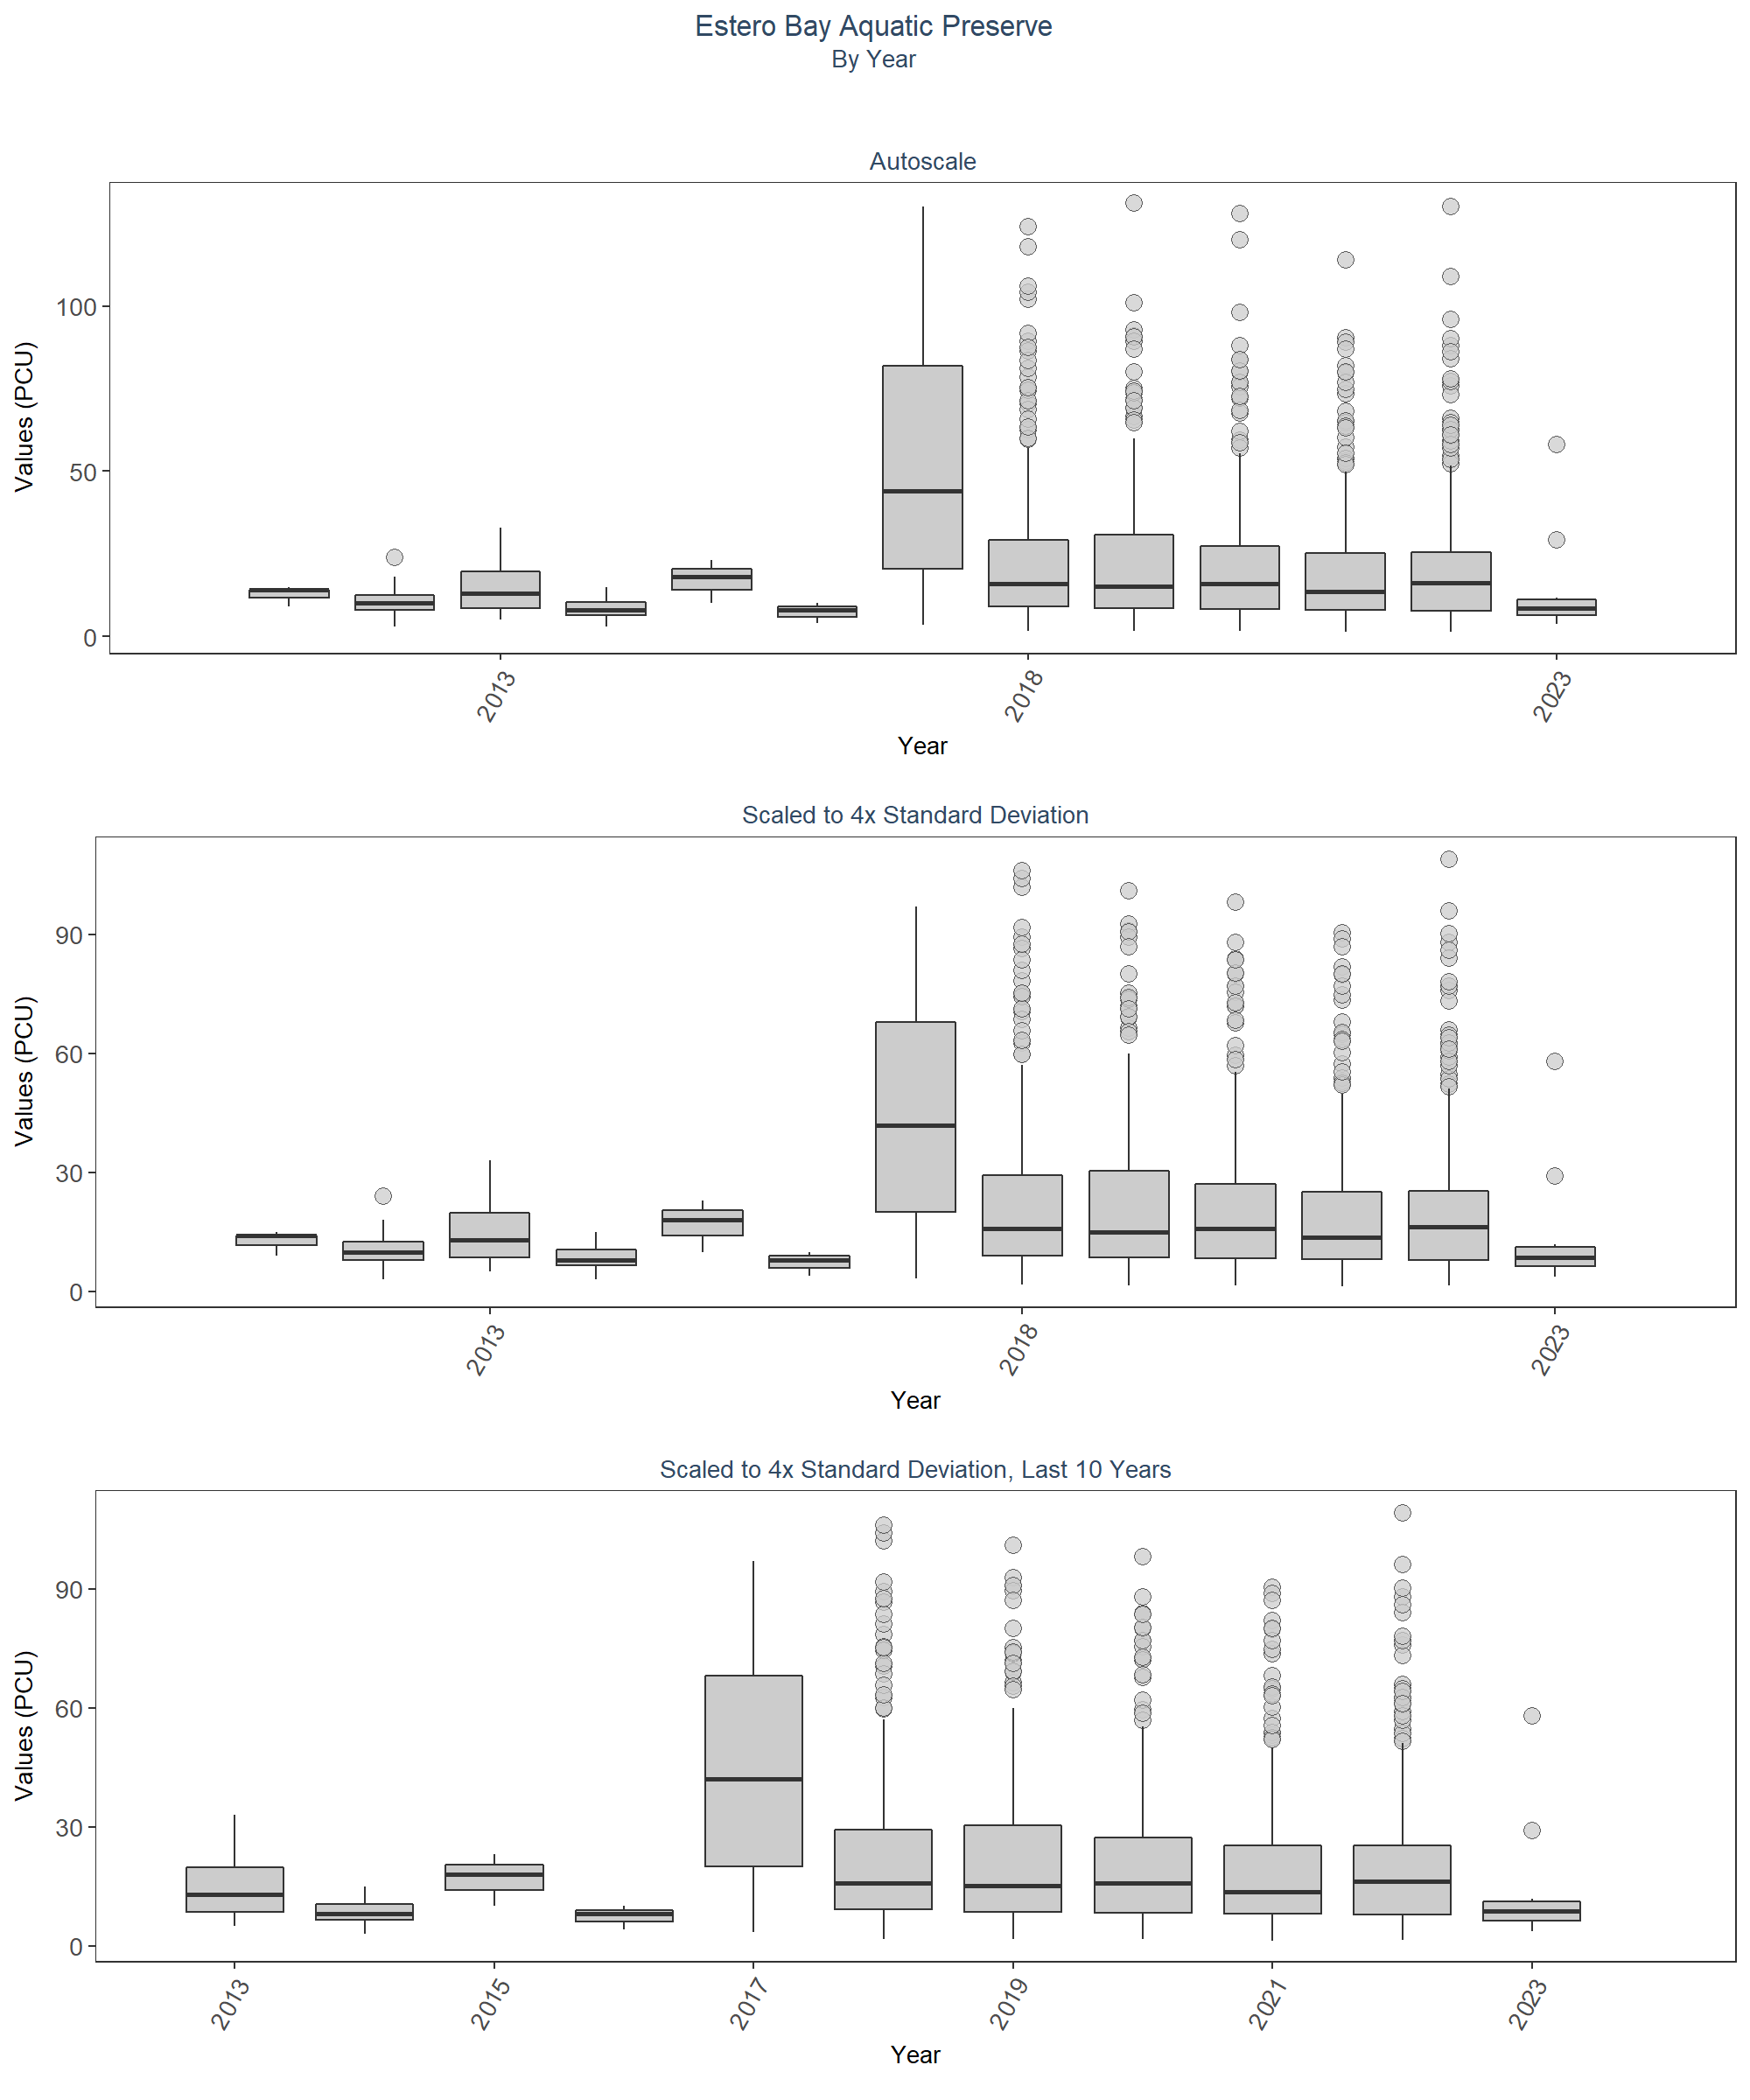 Estero Bay Aquatic Preserve
By Year
Autoscale
Values (PCU)
100
50
0
2013
2018
2023
Year
Scaled to 4x Standard Deviation
Values (PCU)
90
60
30
0
2013
2018
2023
Year
Scaled to 4x Standard Deviation, Last 10 Years
Values (PCU)
90
60
30
0
2013
2015
2017
2019
2021
2023
Year